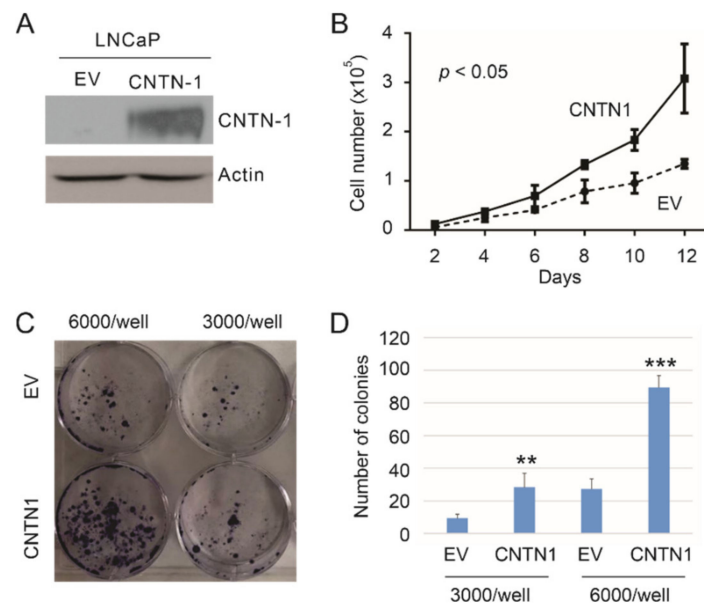 A
LNCaP
EV CNTN-1
CNTN-1
Actin
B
Cell number (x10⁵)
4
3
2
1
0
p < 0.05
CNTN1
EV
2 4 6 8 10 12
Days
C
6000/well 3000/well
EV
CNTN1
D
Number of colonies
120
100
80
60
40
20
0
**
***
EV CNTN1 EV CNTN1
3000/well 6000/well